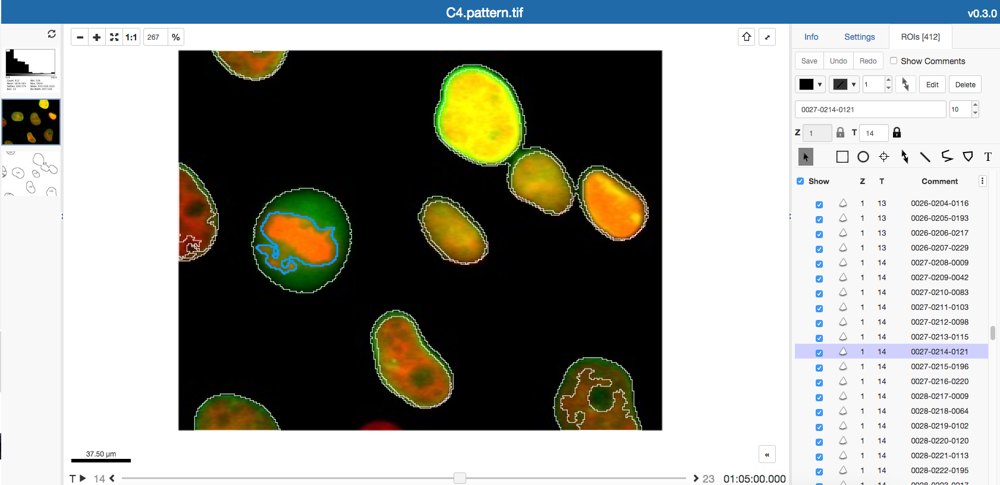 C4.pattern.tif
v0.3.0
1:1
267
%
Info
Settings
ROIs [412]
Save
Undo
Redo
Show Comments
1
Edit
Delete
0027-0214-0121
10
Z
1
T
14
T
Show Z T Comment
1 13 0026-0204-0116
1 13 0026-0205-0193
1 13 0026-0206-0217
1 13 0026-0207-0229
1 14 0027-0208-0009
1 14 0027-0209-0042
1 14 0027-0210-0083
1 14 0027-0211-0103
1 14 0027-0212-0098
1 14 0027-0213-0115
1 14 0027-0214-0121
1 14 0027-0215-0196
1 14 0027-0216-0220
1 14 0028-0217-0009
1 14 0028-0218-0064
1 14 0028-0219-0102
1 14 0028-0220-0120
1 14 0028-0221-0113
1 14 0028-0222-0195
37.50 µm
T
14
23
01:05:00.000